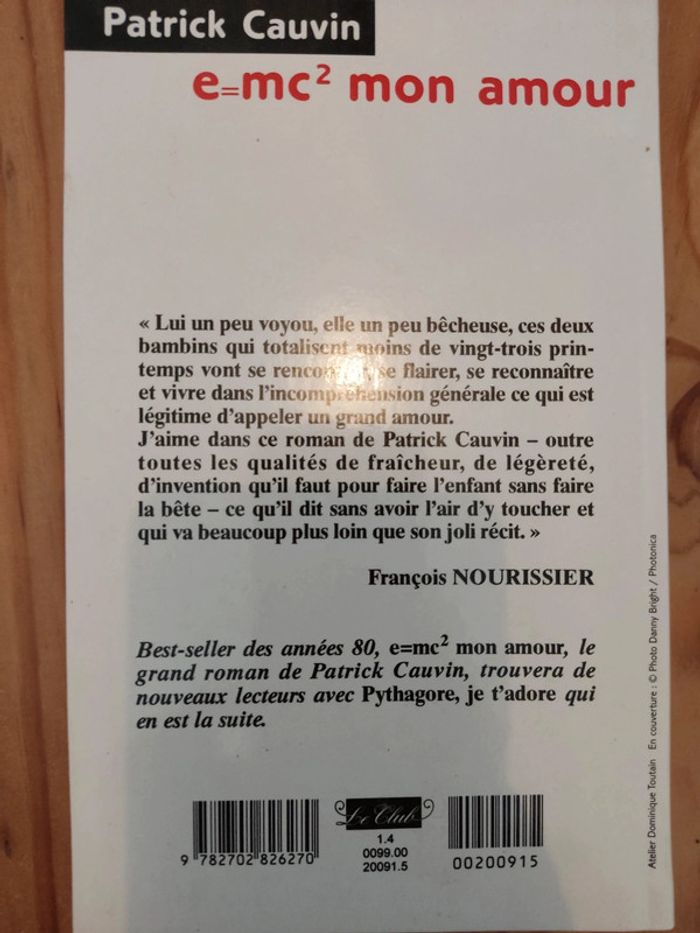 Patrick Cauvin
e=mc² mon amour
« Lui un peu voyou, elle un peu bêcheuse, ces deux
bambins qui totalisent moins de vingt-trois prin-
temps vont se rencontrer, se flairer, se reconnaître
et vivre dans l'incompréhension générale ce qui est
légitime d'appeler un grand amour.
J'aime dans ce roman de Patrick Cauvin – outre
toutes les qualités de fraîcheur, de légèreté,
d'invention qu'il faut pour faire l'enfant sans faire
la bête – ce qu'il dit sans avoir l'air d'y toucher et
qui va beaucoup plus loin que son joli récit. »
François NOURISSIER
Best-seller des années 80, e=mc² mon amour, le
grand roman de Patrick Cauvin, trouvera de
nouveaux lecteurs avec Pythagore, je t'adore qui
en est la suite.
Le Club
1.4
0099.00
20091.5
9 782702 826270
00200915
Atelier Dominique Toutain En couverture : © Photo Danny Bright / Photonica